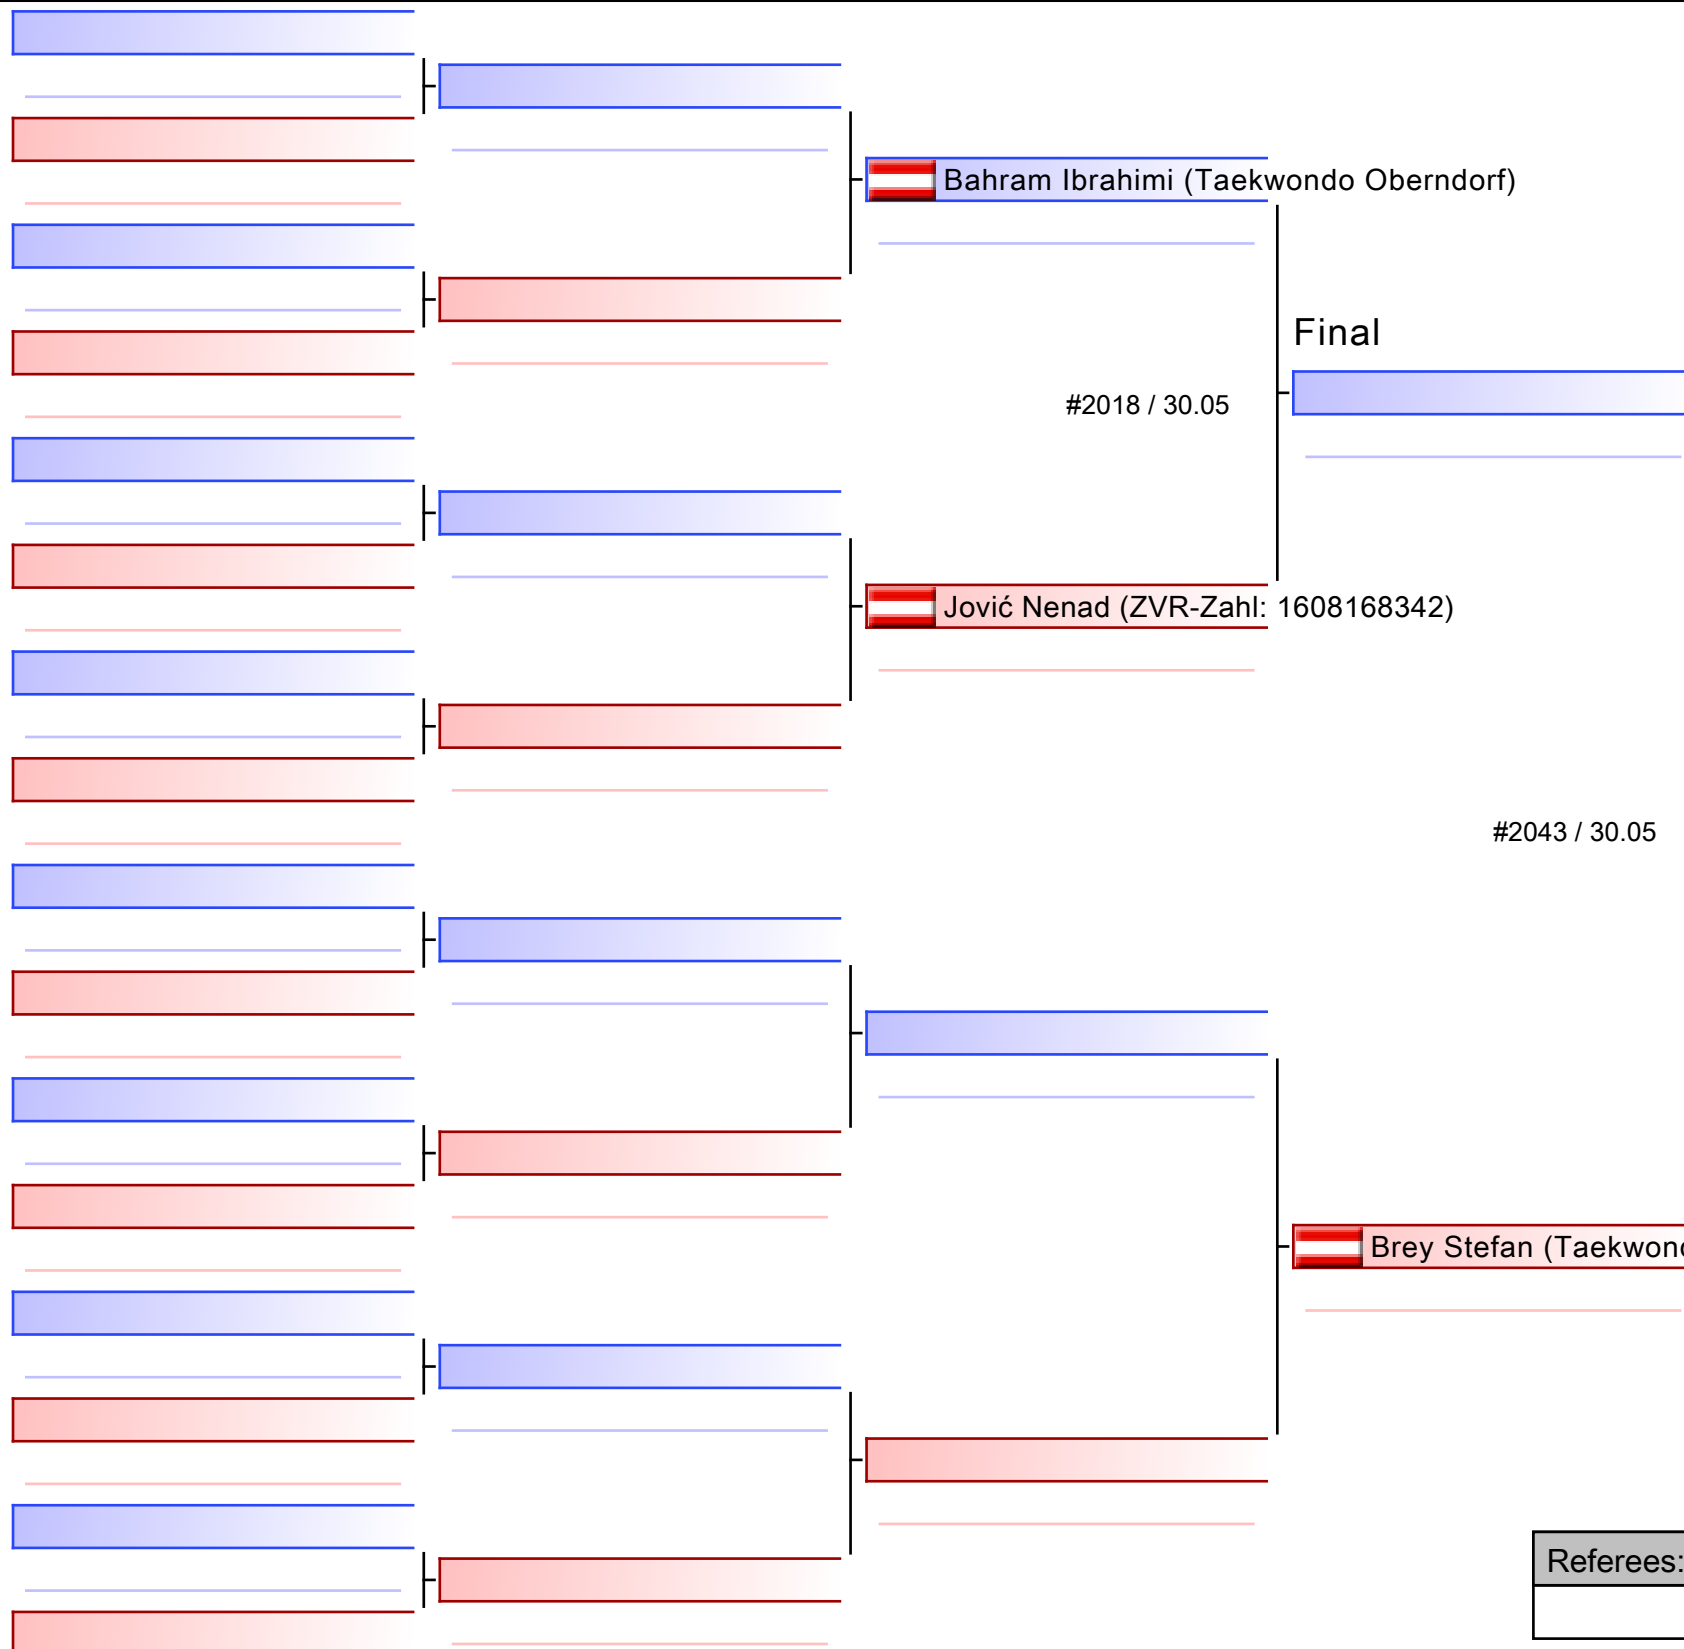 Bahram Ibrahimi (Taekwondo Oberndorf)
Final
#2018 / 30.05
Jović Nenad (ZVR-Zahl: 1608168342)
#2043 / 30.05
Brey Stefan (Taekwond
Referees: